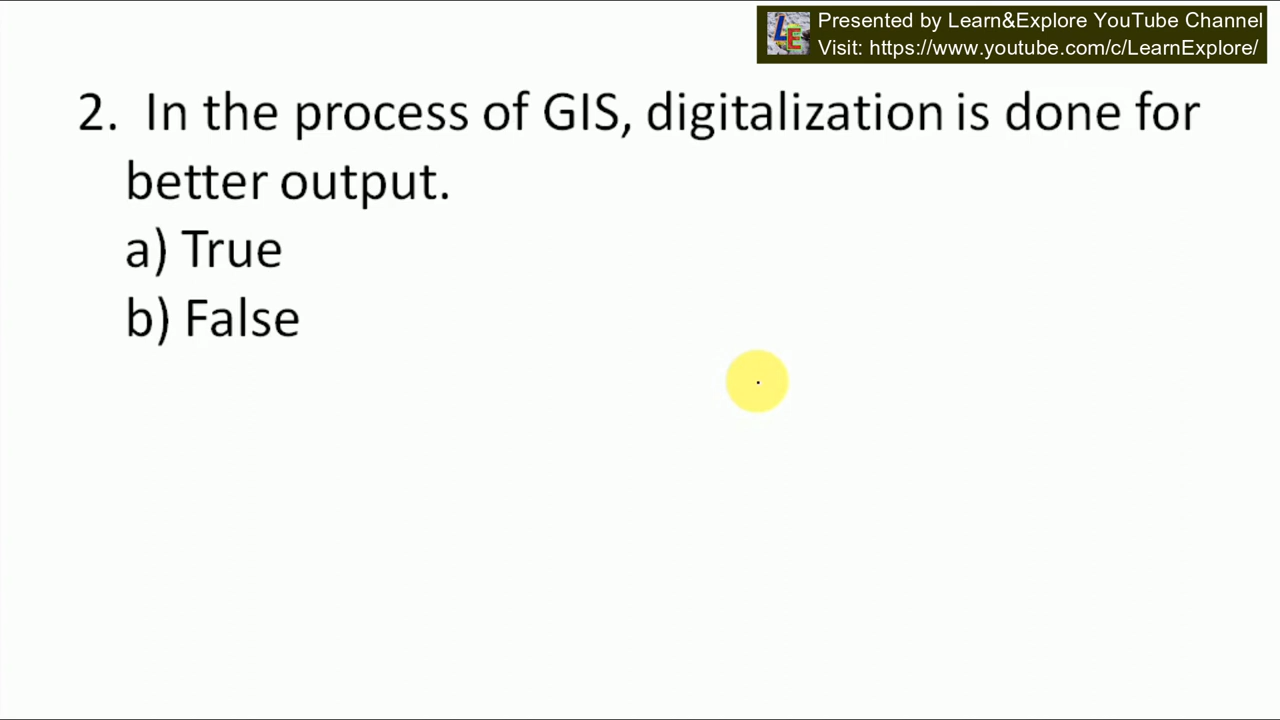 Presented by Learn&Explore YouTube Channel
Visit: https://www.youtube.com/c/LearnExplore/
LE
2. In the process of GIS, digitalization is done for
better output.
a) True
b) False